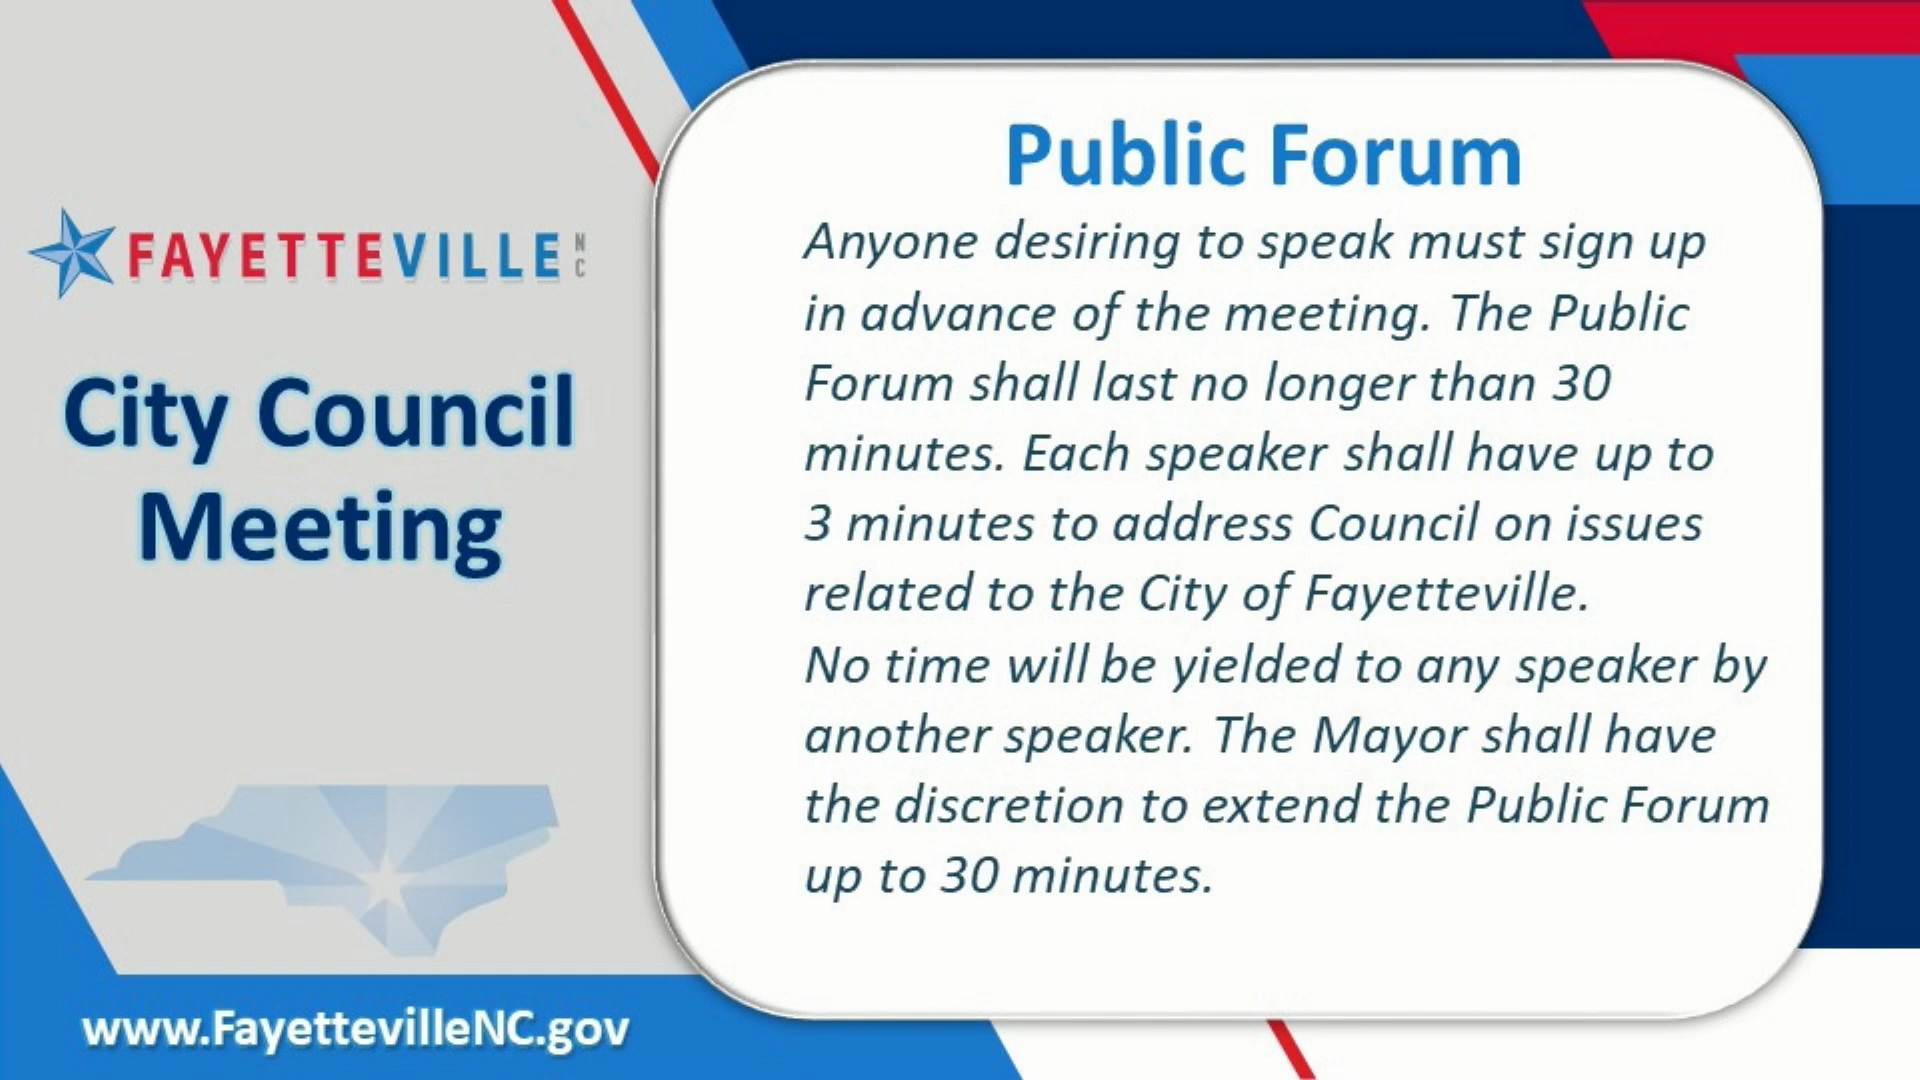 FAYETTEVILLE NC
City Council
Meeting
www.FayettevilleNC.gov
Public Forum
Anyone desiring to speak must sign up
in advance of the meeting. The Public
Forum shall last no longer than 30
minutes. Each speaker shall have up to
3 minutes to address Council on issues
related to the City of Fayetteville.
No time will be yielded to any speaker by
another speaker. The Mayor shall have
the discretion to extend the Public Forum
up to 30 minutes.